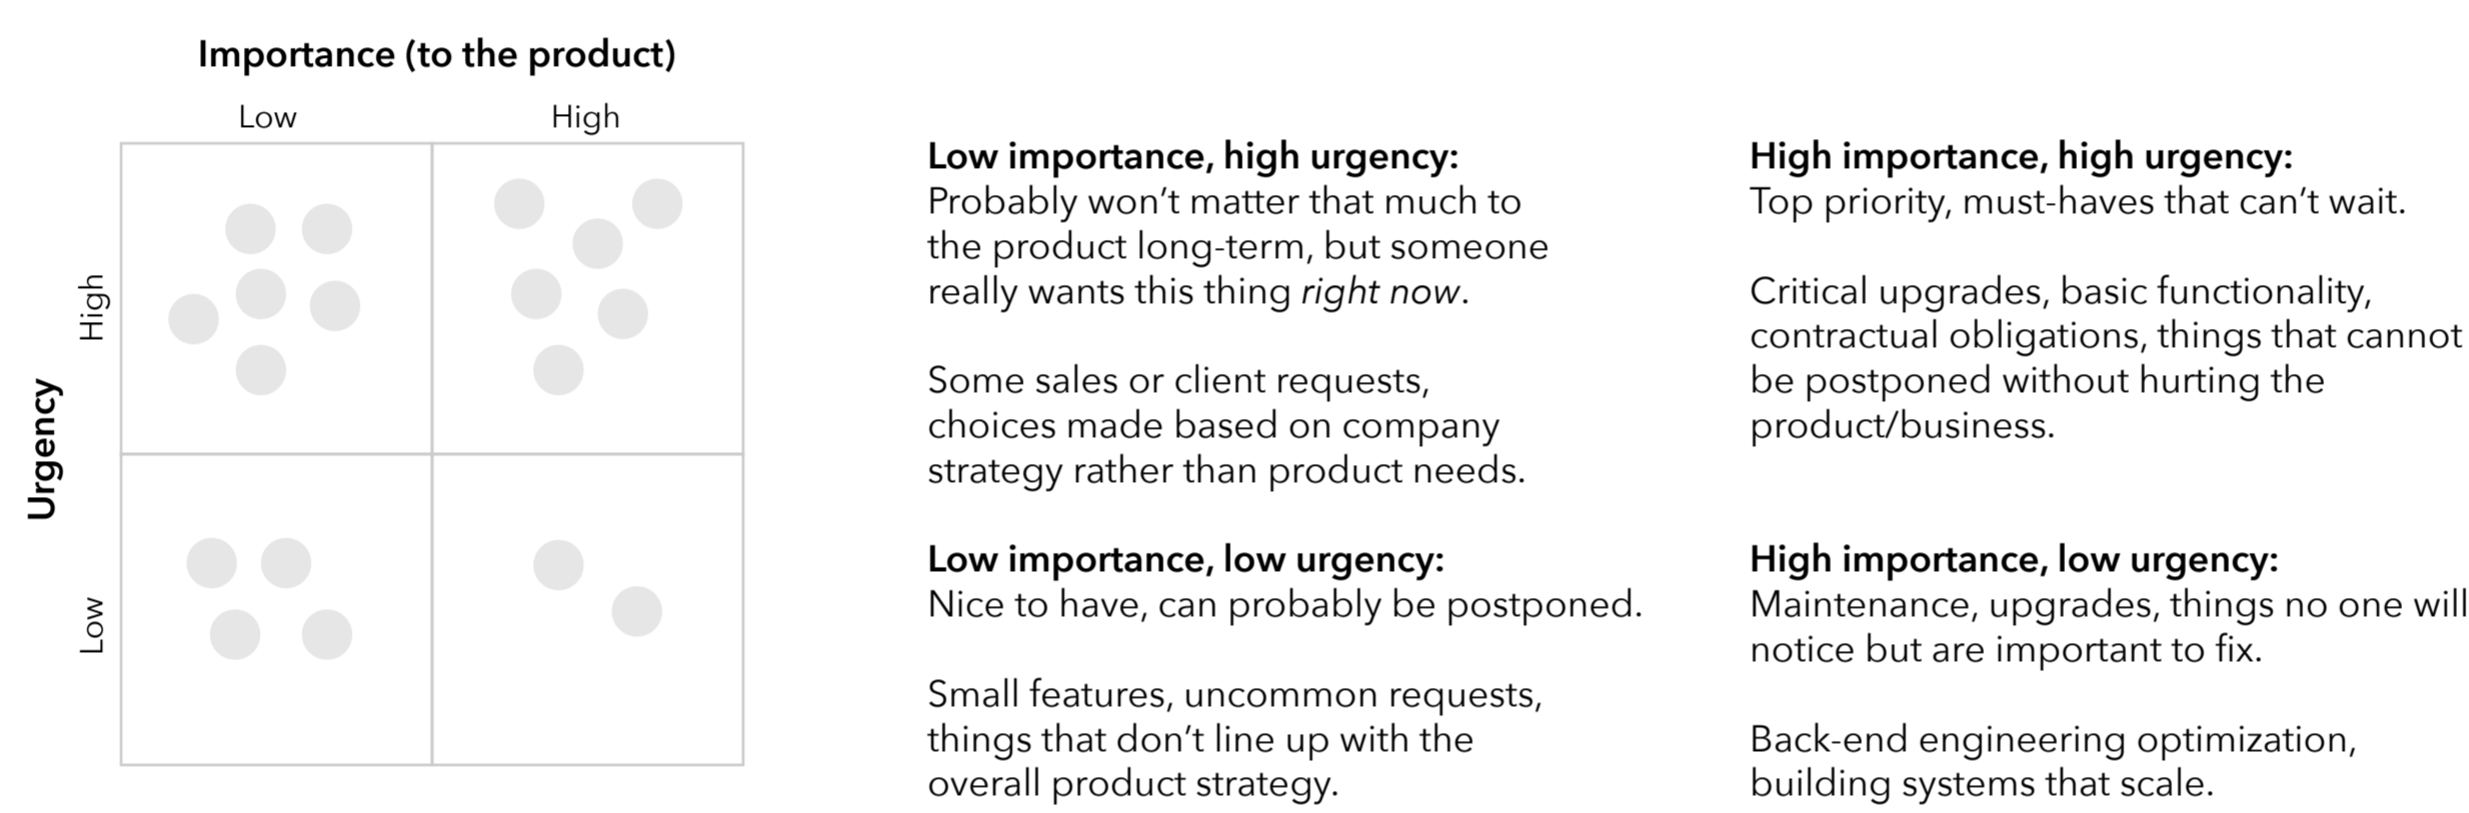 Importance (to the product)
Low
High
Urgency
High
Low
Low importance, high urgency:
Probably won’t matter that much to
the product long-term, but someone
really wants this thing right now.
Some sales or client requests,
choices made based on company
strategy rather than product needs.
High importance, high urgency:
Top priority, must-haves that can’t wait.
Critical upgrades, basic functionality,
contractual obligations, things that cannot
be postponed without hurting the
product/business.
Low importance, low urgency:
Nice to have, can probably be postponed.
Small features, uncommon requests,
things that don’t line up with the
overall product strategy.
High importance, low urgency:
Maintenance, upgrades, things no one will
notice but are important to fix.
Back-end engineering optimization,
building systems that scale.